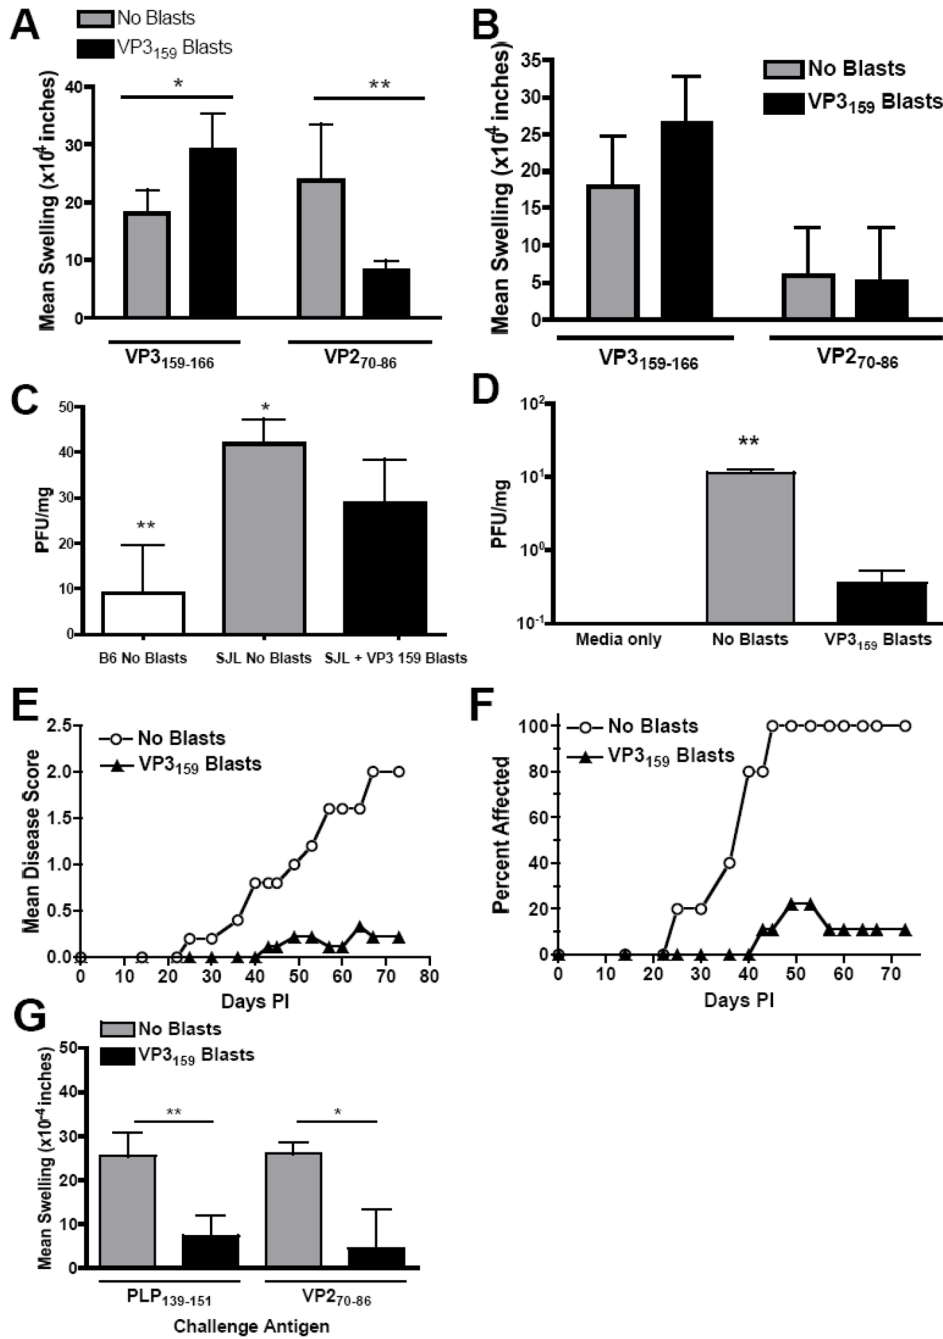 A
No Blasts
VP3159 Blasts
Mean Swelling (x10⁴ inches)
40
30
20
10
0
*
**
VP3159-166
VP270-86
B
No Blasts
VP3159 Blasts
Mean Swelling (x10⁴ inches)
35
30
25
20
15
10
5
0
VP3159-166
VP270-86
C
PFU/mg
50
40
30
20
10
0
**
*
B6 No Blasts
SJL No Blasts
SJL + VP3 159 Blasts
D
PFU/mg
10²
10¹
10⁰
10⁻¹
**
Media only
No Blasts
VP3159 Blasts
E
No Blasts
VP3159 Blasts
Mean Disease Score
2.5
2.0
1.5
1.0
0.5
0.0
0 10 20 30 40 50 60 70 80
Days PI
F
No Blasts
VP3159 Blasts
Percent Affected
100
80
60
40
20
0
0 10 20 30 40 50 60 70
Days PI
G
No Blasts
VP3159 Blasts
Mean Swelling (x10⁻⁴ inches)
50
40
30
20
10
0
**
*
PLP139-151
VP270-86
Challenge Antigen